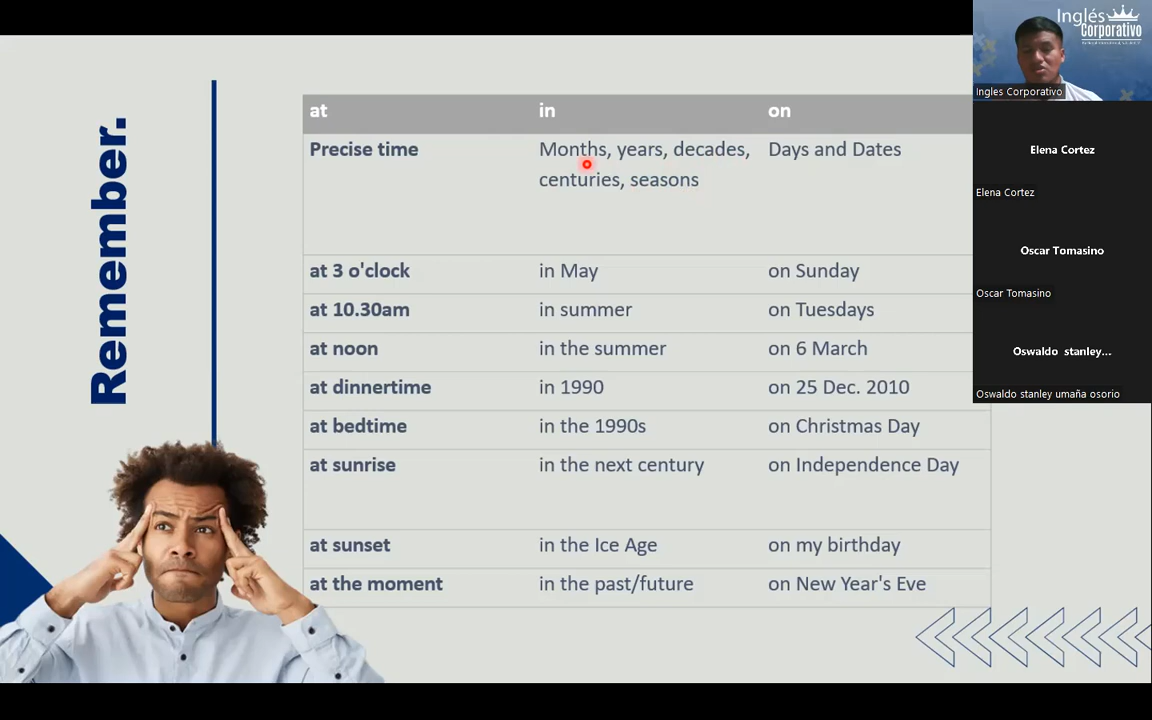 Remember.
at in on
Precise time Months, years, decades, Days and Dates
centuries, seasons
at 3 o'clock in May on Sunday
at 10.30am in summer on Tuesdays
at noon in the summer on 6 March
at dinnertime in 1990 on 25 Dec. 2010
at bedtime in the 1990s on Christmas Day
at sunrise in the next century on Independence Day
at sunset in the Ice Age on my birthday
at the moment in the past/future on New Year's Eve
Inglés
Corporativo
Ingles Corporativo
Elena Cortez
Elena Cortez
Oscar Tomasino
Oscar Tomasino
Oswaldo stanley...
Oswaldo stanley umaña osorio